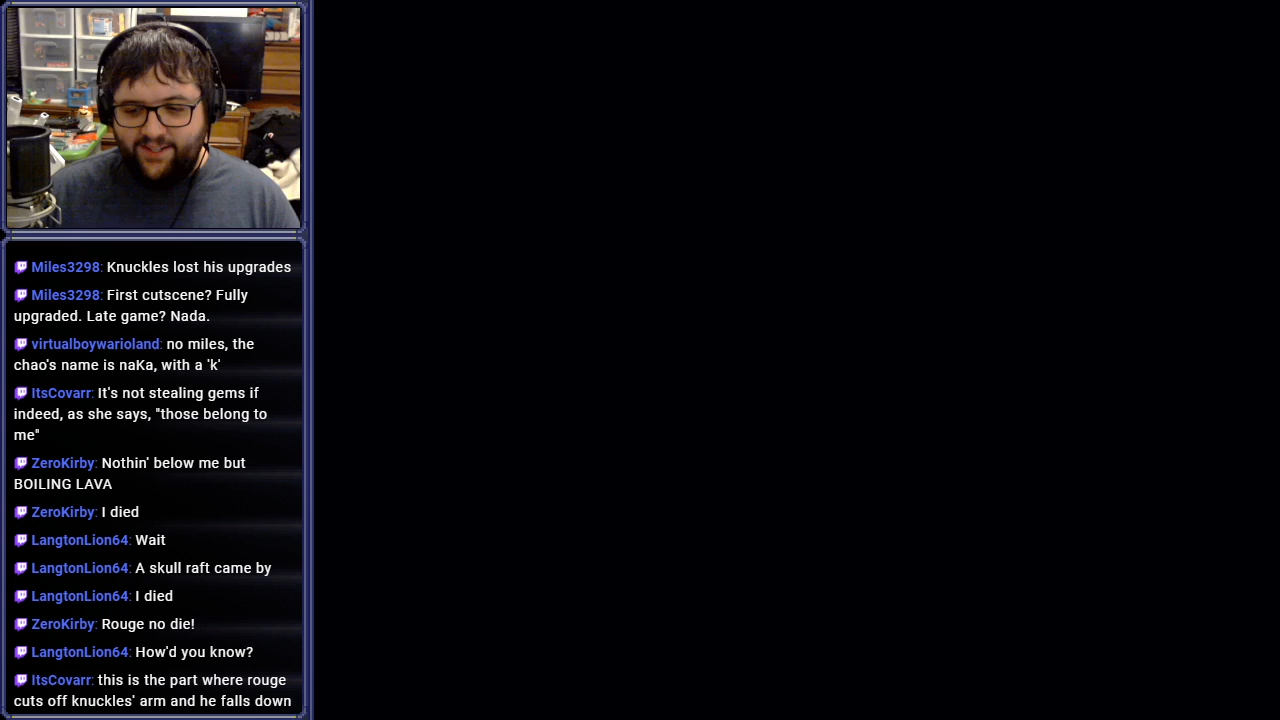 Miles3298: Knuckles lost his upgrades
Miles3298: First cutscene? Fully
upgraded. Late game? Nada.
virtualboywarioland: no miles, the
chao's name is naKa, with a 'k'
ItsCovarr: It's not stealing gems if
indeed, as she says, "those belong to
me"
ZeroKirby: Nothin' below me but
BOILING LAVA
ZeroKirby: I died
LangtonLion64: Wait
LangtonLion64: A skull raft came by
LangtonLion64: I died
ZeroKirby: Rouge no die!
LangtonLion64: How'd you know?
ItsCovarr: this is the part where rouge
cuts off knuckles' arm and he falls down